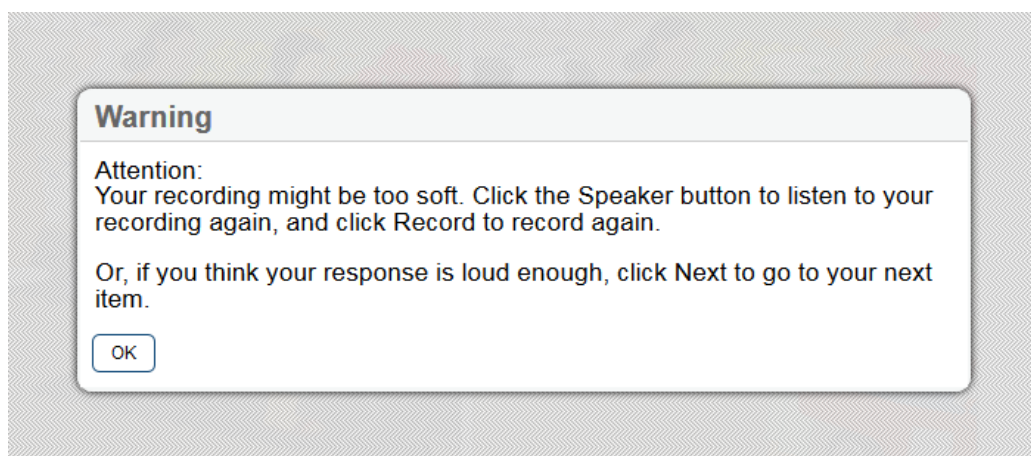 Warning
Attention:
Your recording might be too soft. Click the Speaker button to listen to your
recording again, and click Record to record again.
Or, if you think your response is loud enough, click Next to go to your next
item.
OK